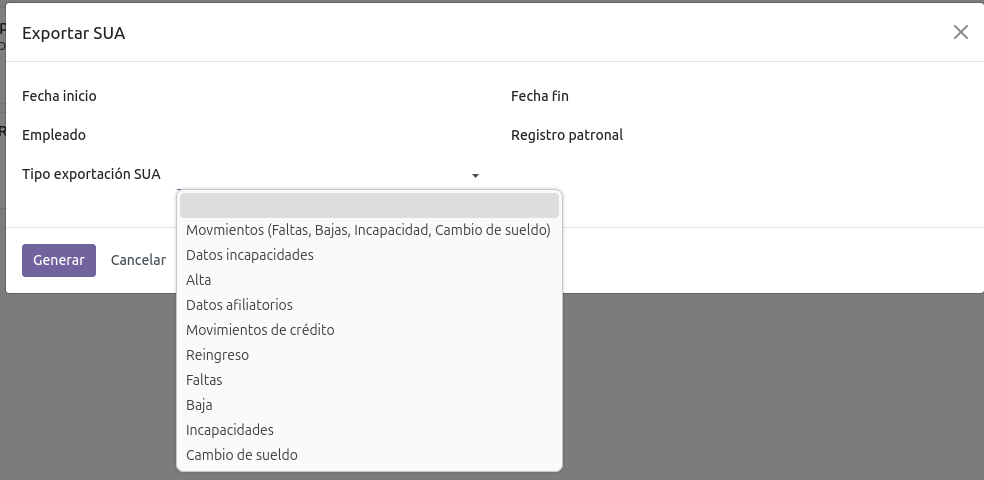 Exportar SUA
Fecha inicio
Fecha fin
Empleado
Registro patronal
Tipo exportación SUA
Movmientos (Faltas, Bajas, Incapacidad, Cambio de sueldo)
Datos incapacidades
Alta
Datos afiliatorios
Movimientos de crédito
Reingreso
Faltas
Baja
Incapacidades
Cambio de sueldo
Generar
Cancelar